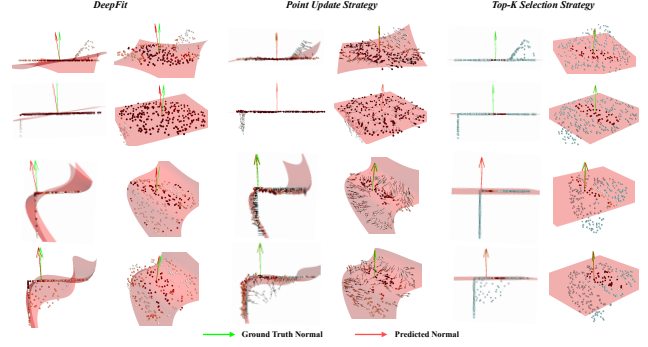 DeepFit
Point Update Strategy
Top-K Selection Strategy
Ground Truth Normal
Predicted Normal